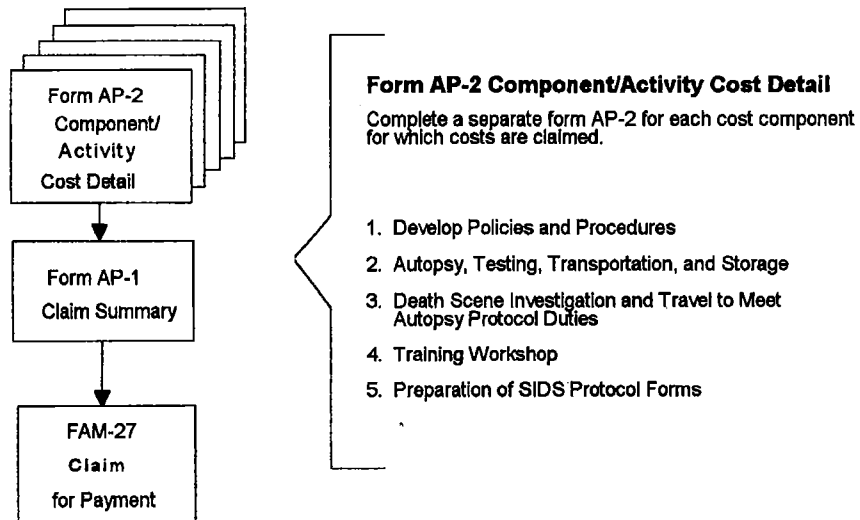 Form AP-2
Component/
Activity
Cost Detail
Form AP-1
Claim Summary
FAM-27
Claim
for Payment
Form AP-2 Component/Activity Cost Detail
Complete a separate form AP-2 for each cost component
for which costs are claimed.
1. Develop Policies and Procedures
2. Autopsy, Testing, Transportation, and Storage
3. Death Scene Investigation and Travel to Meet
Autopsy Protocol Duties
4. Training Workshop
5. Preparation of SIDS Protocol Forms